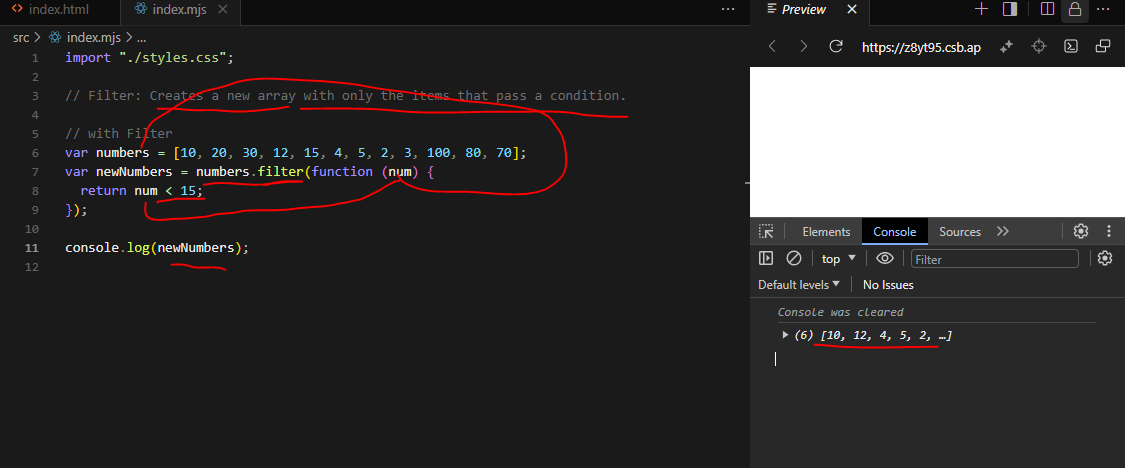 index.html
index.mjs
src > index.mjs > ...
1 import "./styles.css";
2
3 // Filter: Creates a new array with only the items that pass a condition.
4
5 // with Filter
6 var numbers = [10, 20, 30, 12, 15, 4, 5, 2, 3, 100, 80, 70];
7 var newNumbers = numbers.filter(function (num) {
8 return num < 15;
9 });
10
11 console.log(newNumbers);
12
Preview
https://z8yt95.csb.ap
Elements Console Sources
top Filter
Default levels No Issues
Console was cleared
(6) [10, 12, 4, 5, 2, …]